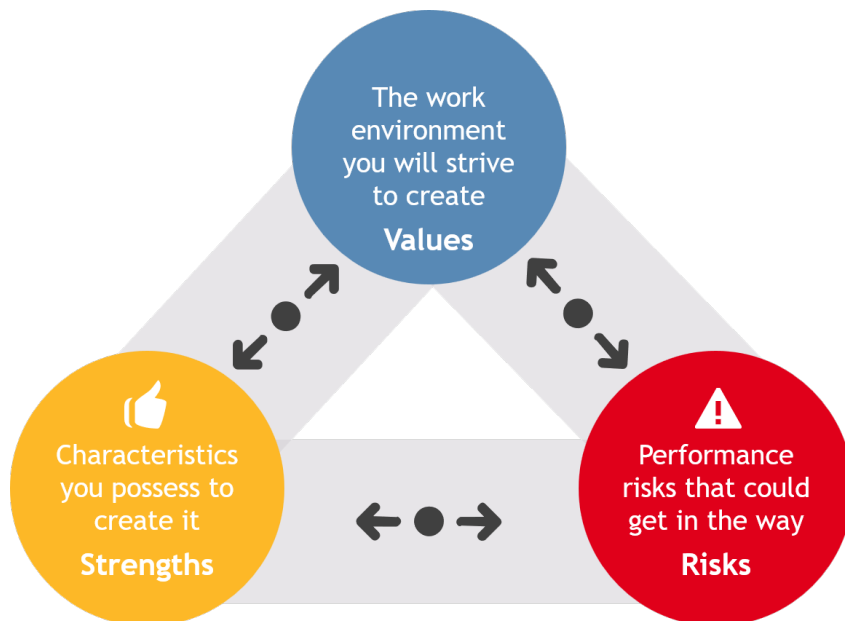 The work
environment
you will strive
to create
Values
Characteristics
you possess to
create it
Strengths
Performance
risks that could
get in the way
Risks